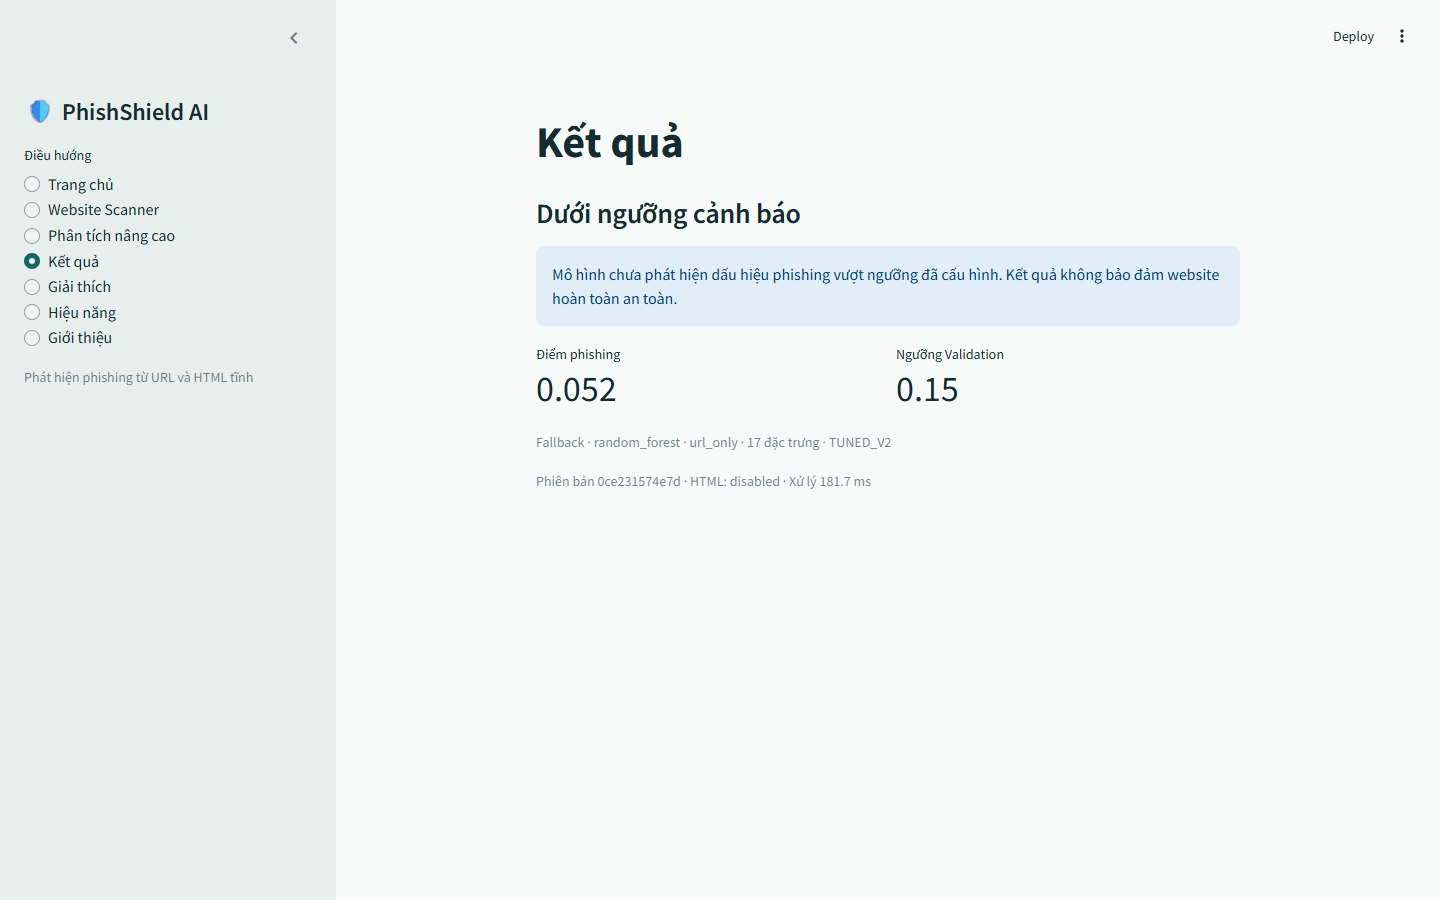 PhishShield AI
Điều hướng
Trang chủ
Website Scanner
Phân tích nâng cao
Kết quả
Giải thích
Hiệu năng
Giới thiệu
Phát hiện phishing từ URL và HTML tĩnh
Deploy
Kết quả
Dưới ngưỡng cảnh báo
Mô hình chưa phát hiện dấu hiệu phishing vượt ngưỡng đã cấu hình. Kết quả không bảo đảm website
hoàn toàn an toàn.
Điểm phishing
0.052
Ngưỡng Validation
0.15
Fallback · random_forest · url_only · 17 đặc trưng · TUNED_V2
Phiên bản 0ce231574e7d · HTML: disabled · Xử lý 181.7 ms